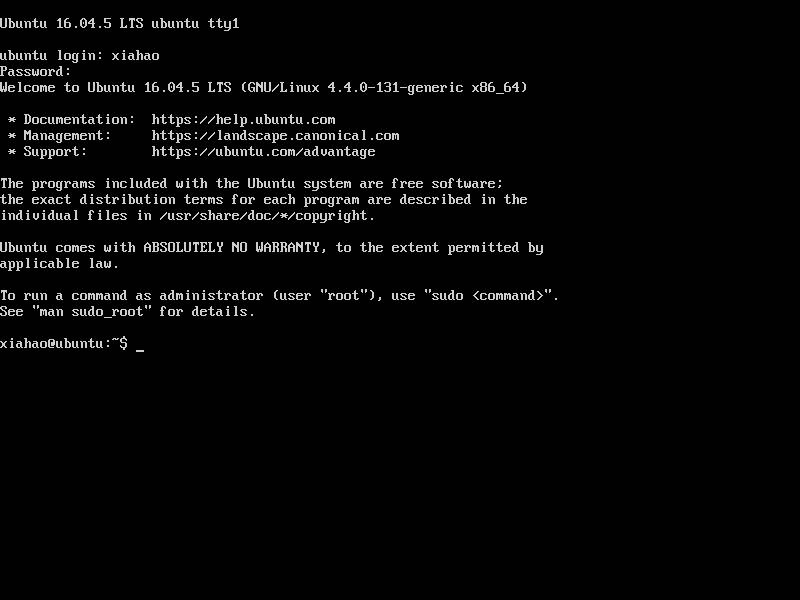 Ubuntu 16.04.5 LTS ubuntu tty1
ubuntu login: xiahao
Password:
Welcome to Ubuntu 16.04.5 LTS (GNU/Linux 4.4.0-131-generic x86_64)
* Documentation:  https://help.ubuntu.com
* Management:     https://landscape.canonical.com
* Support:        https://ubuntu.com/advantage
The programs included with the Ubuntu system are free software;
the exact distribution terms for each program are described in the
individual files in /usr/share/doc/*/copyright.
Ubuntu comes with ABSOLUTELY NO WARRANTY, to the extent permitted by
applicable law.
To run a command as administrator (user "root"), use "sudo <command>".
See "man sudo_root" for details.
xiahao@ubuntu:~$ _